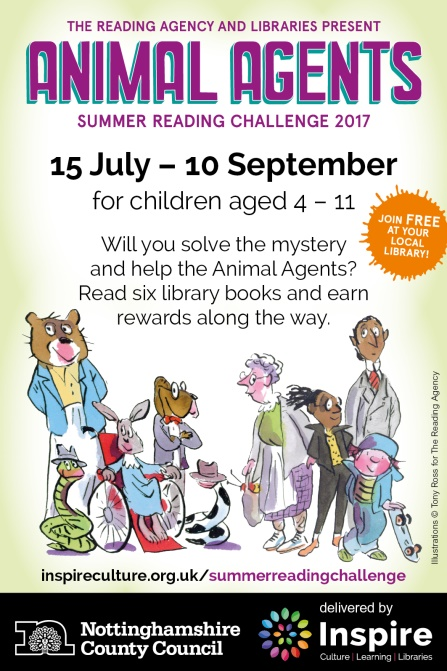 THE READING AGENCY AND LIBRARIES PRESENT
ANIMAL AGENTS
SUMMER READING CHALLENGE 2017
15 July – 10 September
for children aged 4 – 11
JOIN FREE
AT YOUR
LOCAL
LIBRARY!
Will you solve the mystery
and help the Animal Agents?
Read six library books and earn
rewards along the way.
Illustrations © Tony Ross for The Reading Agency
inspireculture.org.uk/summerreadingchallenge
Nottinghamshire
County Council
delivered by
Inspire
Culture | Learning | Libraries